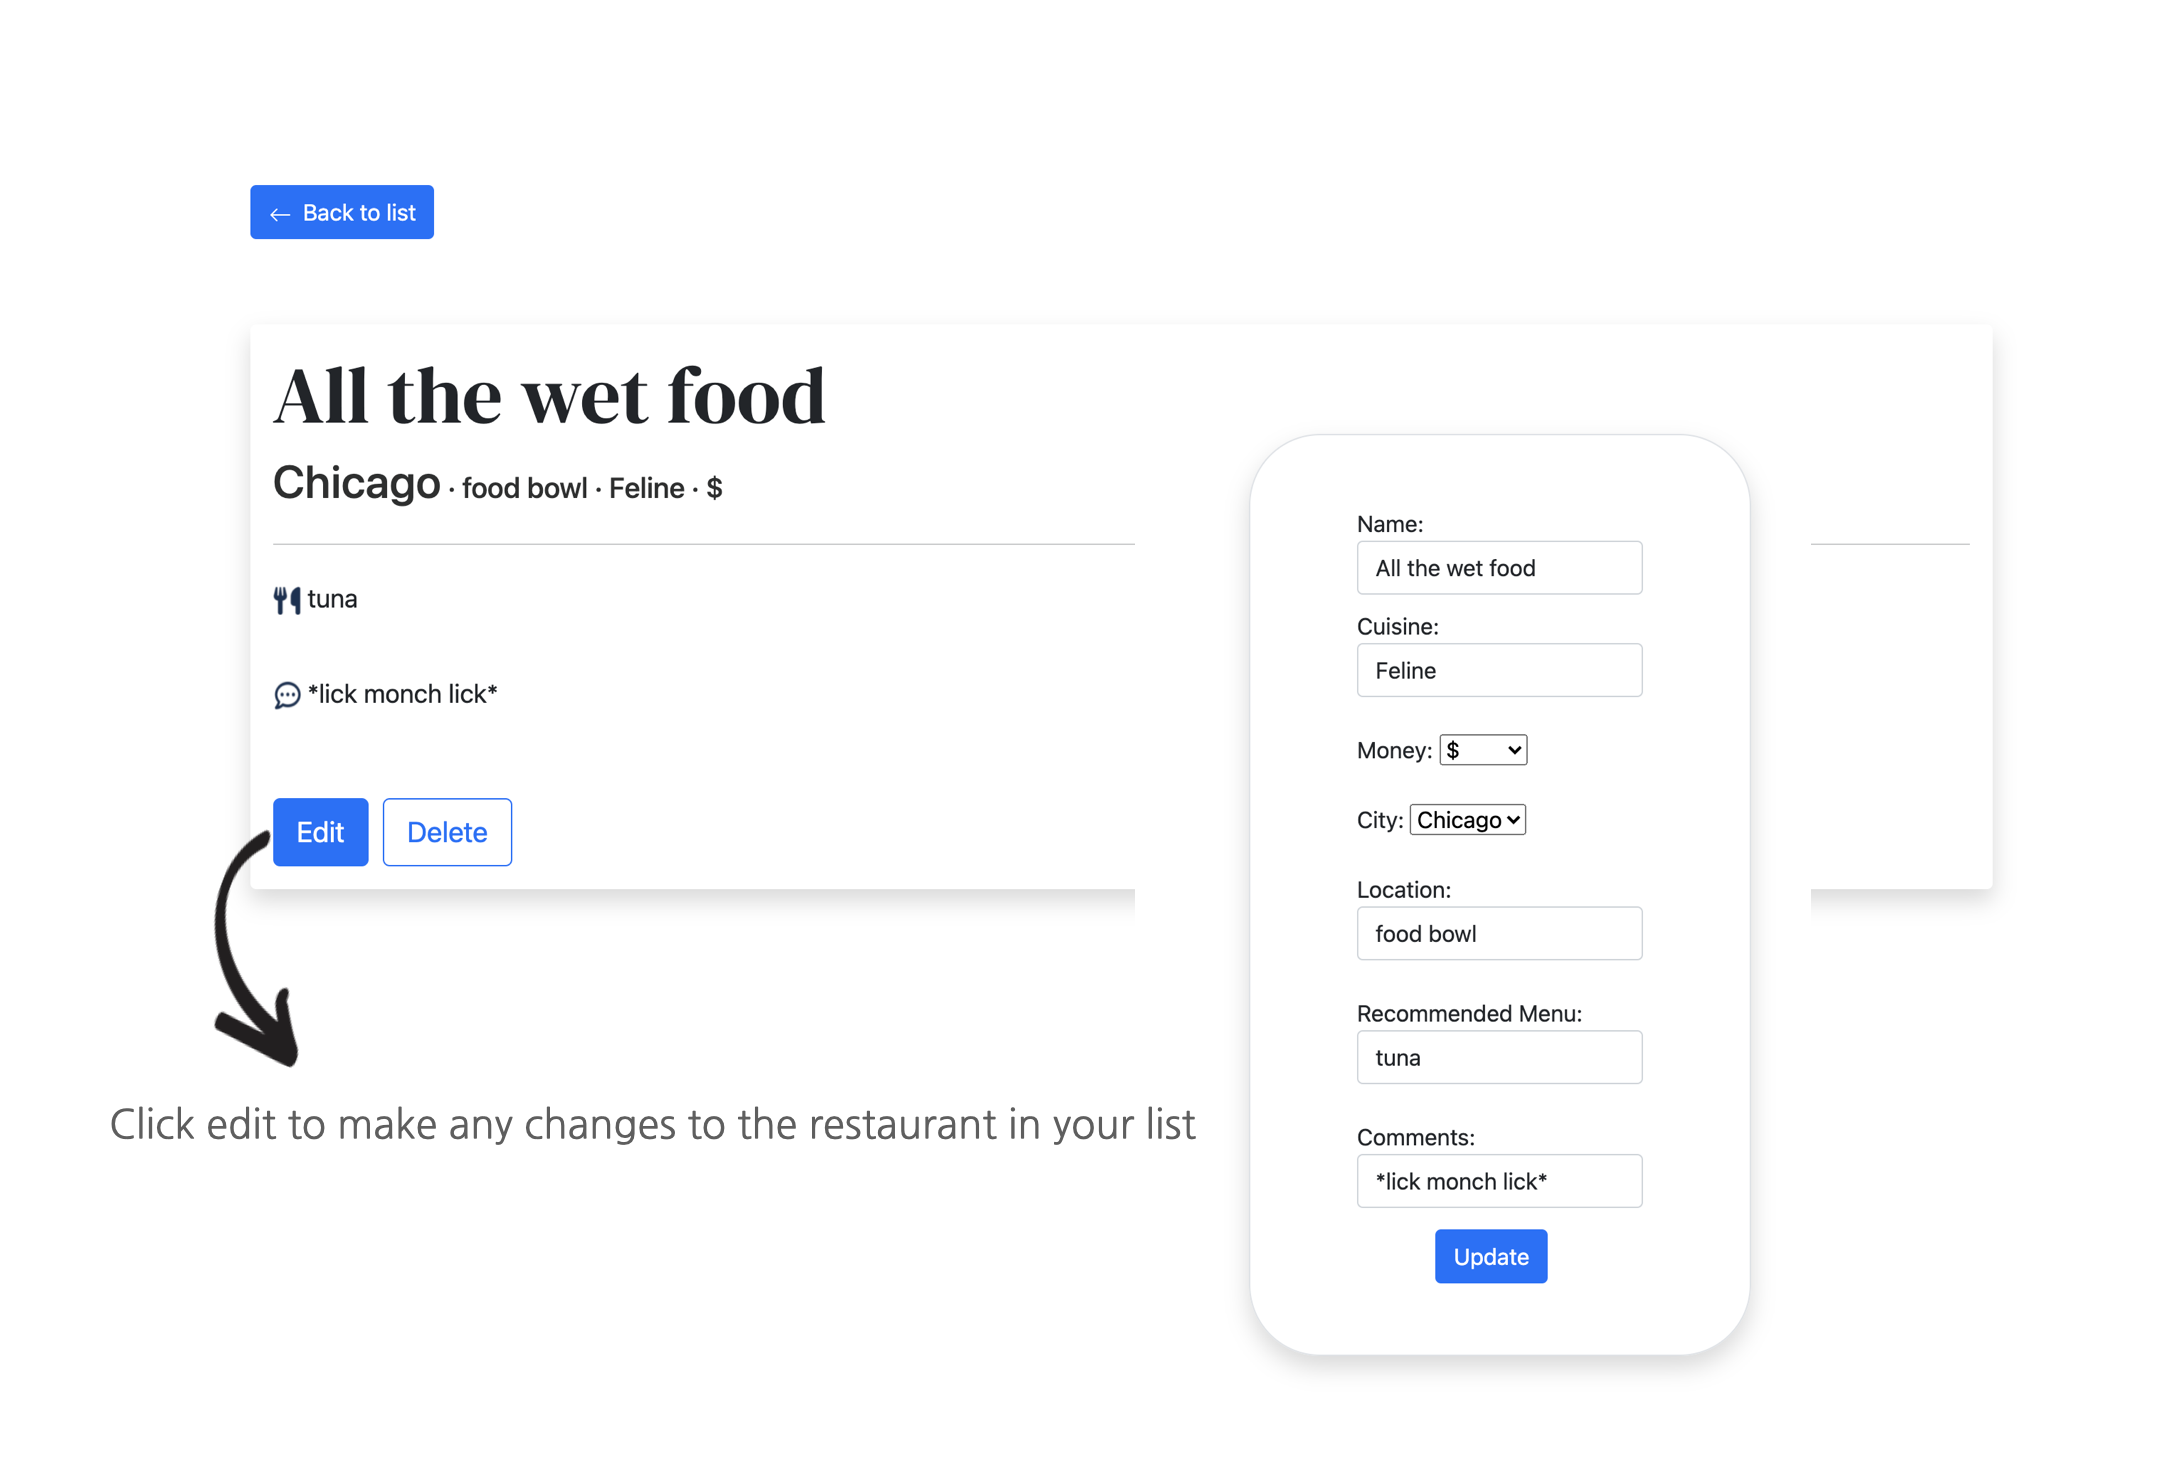 ← Back to list
All the wet food
Chicago · food bowl · Feline · $
tuna
*lick monch lick*
Edit
Delete
Click edit to make any changes to the restaurant in your list
Name:
All the wet food
Cuisine:
Feline
Money: $
City: Chicago
Location:
food bowl
Recommended Menu:
tuna
Comments:
*lick monch lick*
Update